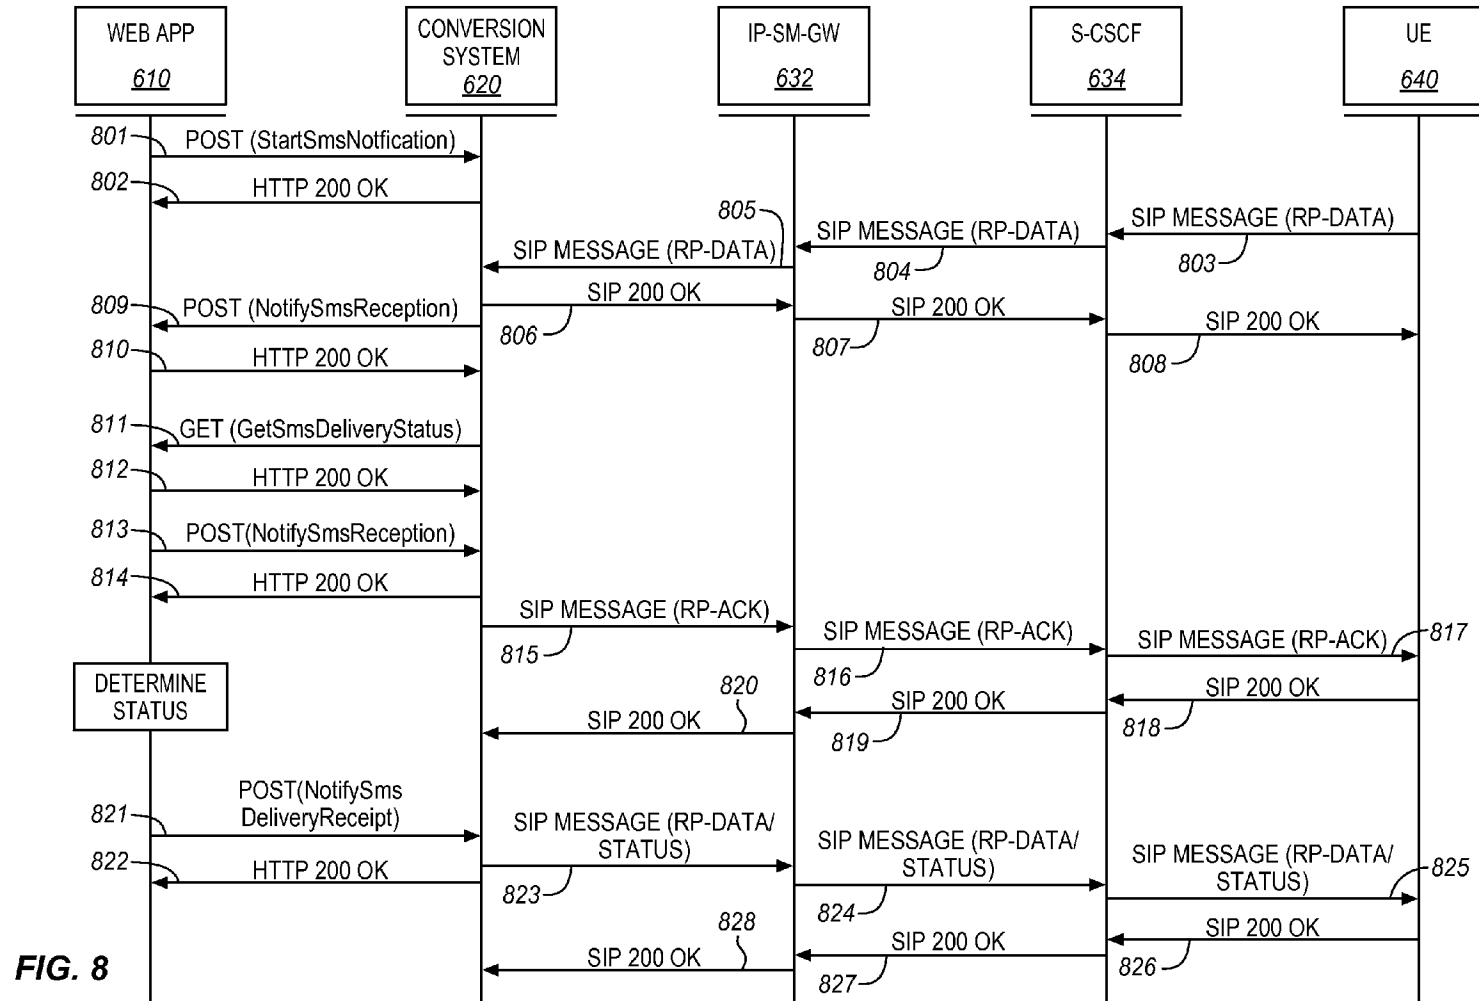 WEB APP
610
CONVERSION
SYSTEM
620
IP-SM-GW
632
S-CSCF
634
UE
640
801
POST (StartSmsNotfication)
802
HTTP 200 OK
805
SIP MESSAGE (RP-DATA)
803
SIP MESSAGE (RP-DATA)
804
SIP MESSAGE (RP-DATA)
809
POST (NotifySmsReception)
SIP 200 OK
806
SIP 200 OK
807
SIP 200 OK
808
810
HTTP 200 OK
811
GET (GetSmsDeliveryStatus)
812
HTTP 200 OK
813
POST(NotifySmsReception)
814
HTTP 200 OK
SIP MESSAGE (RP-ACK)
815
SIP MESSAGE (RP-ACK)
816
SIP MESSAGE (RP-ACK)
817
DETERMINE
STATUS
820
SIP 200 OK
SIP 200 OK
819
SIP 200 OK
818
821
POST(NotifySms
DeliveryReceipt)
822
HTTP 200 OK
SIP MESSAGE (RP-DATA/
STATUS)
823
SIP MESSAGE (RP-DATA/
STATUS)
824
SIP MESSAGE (RP-DATA/
STATUS)
825
828
SIP 200 OK
SIP 200 OK
827
SIP 200 OK
826
FIG. 8